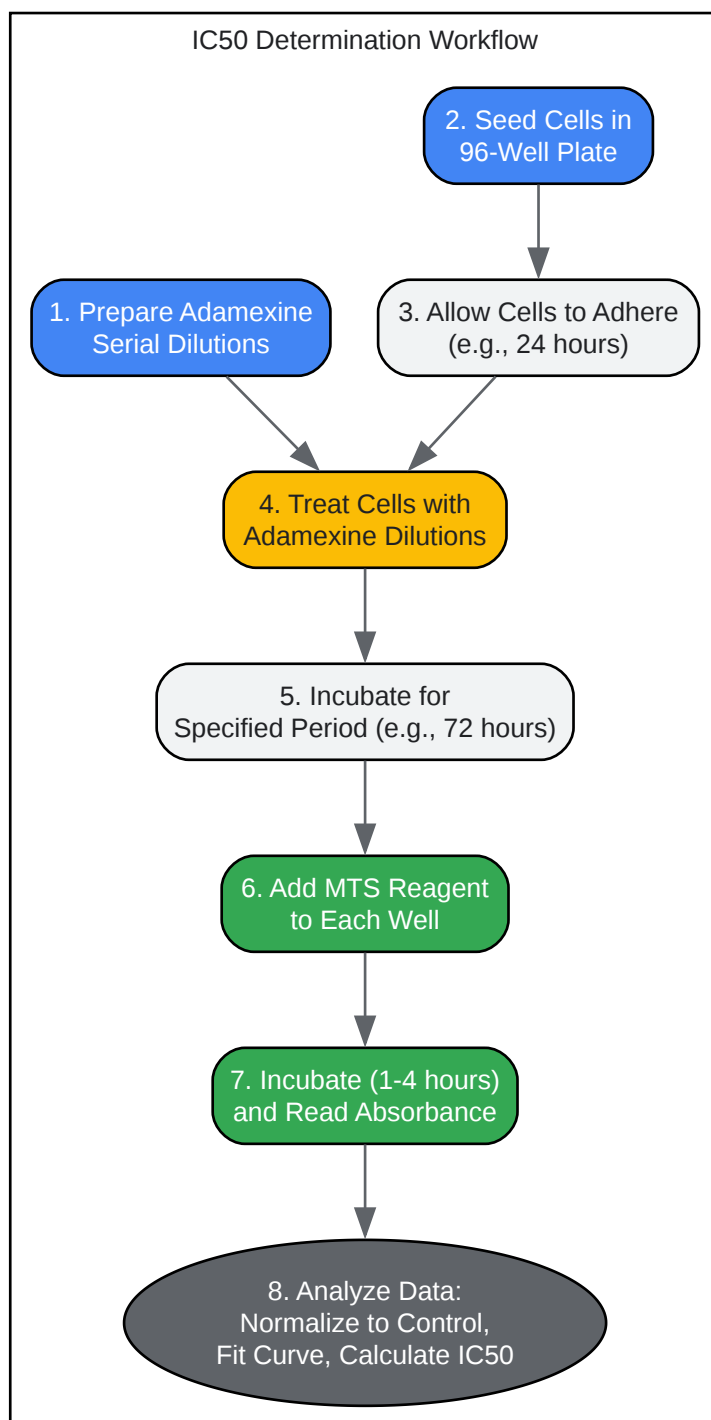 IC50 Determination Workflow
2. Seed Cells in
96-Well Plate
1. Prepare Adamexine
Serial Dilutions
3. Allow Cells to Adhere
(e.g., 24 hours)
4. Treat Cells with
Adamexine Dilutions
5. Incubate for
Specified Period (e.g., 72 hours)
6. Add MTS Reagent
to Each Well
7. Incubate (1-4 hours)
and Read Absorbance
8. Analyze Data:
Normalize to Control,
Fit Curve, Calculate IC50